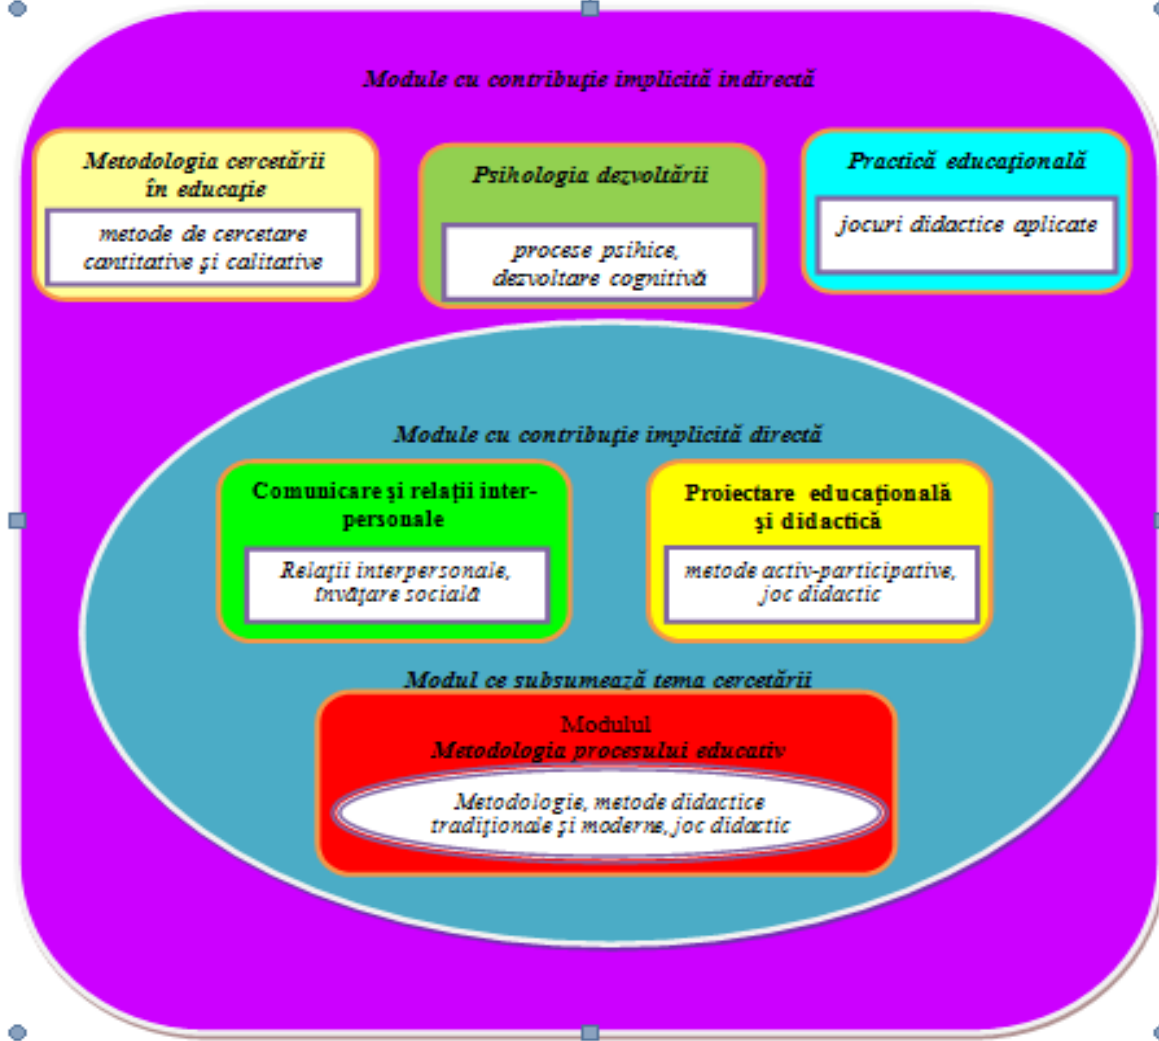 Module cu contribuţie implicită indirectă
Metodologia cercetării
în educaţie
metode de cercetare
cantitative şi calitative
Psihologia dezvoltării
procese psihice,
dezvoltare cognitivă
Practică educaţională
jocuri didactice aplicate
Module cu contribuţie implicită directă
Comunicare şi relaţii inter-
personale
Relaţii interpersonale,
învăţare socială
Proiectare educaţională
şi didactică
metode activ-participative,
joc didactic
Modul ce subsumează tema cercetării
Modulul
Metodologia procesului educativ
Metodologie, metode didactice
tradiţionale şi moderne, joc didactic